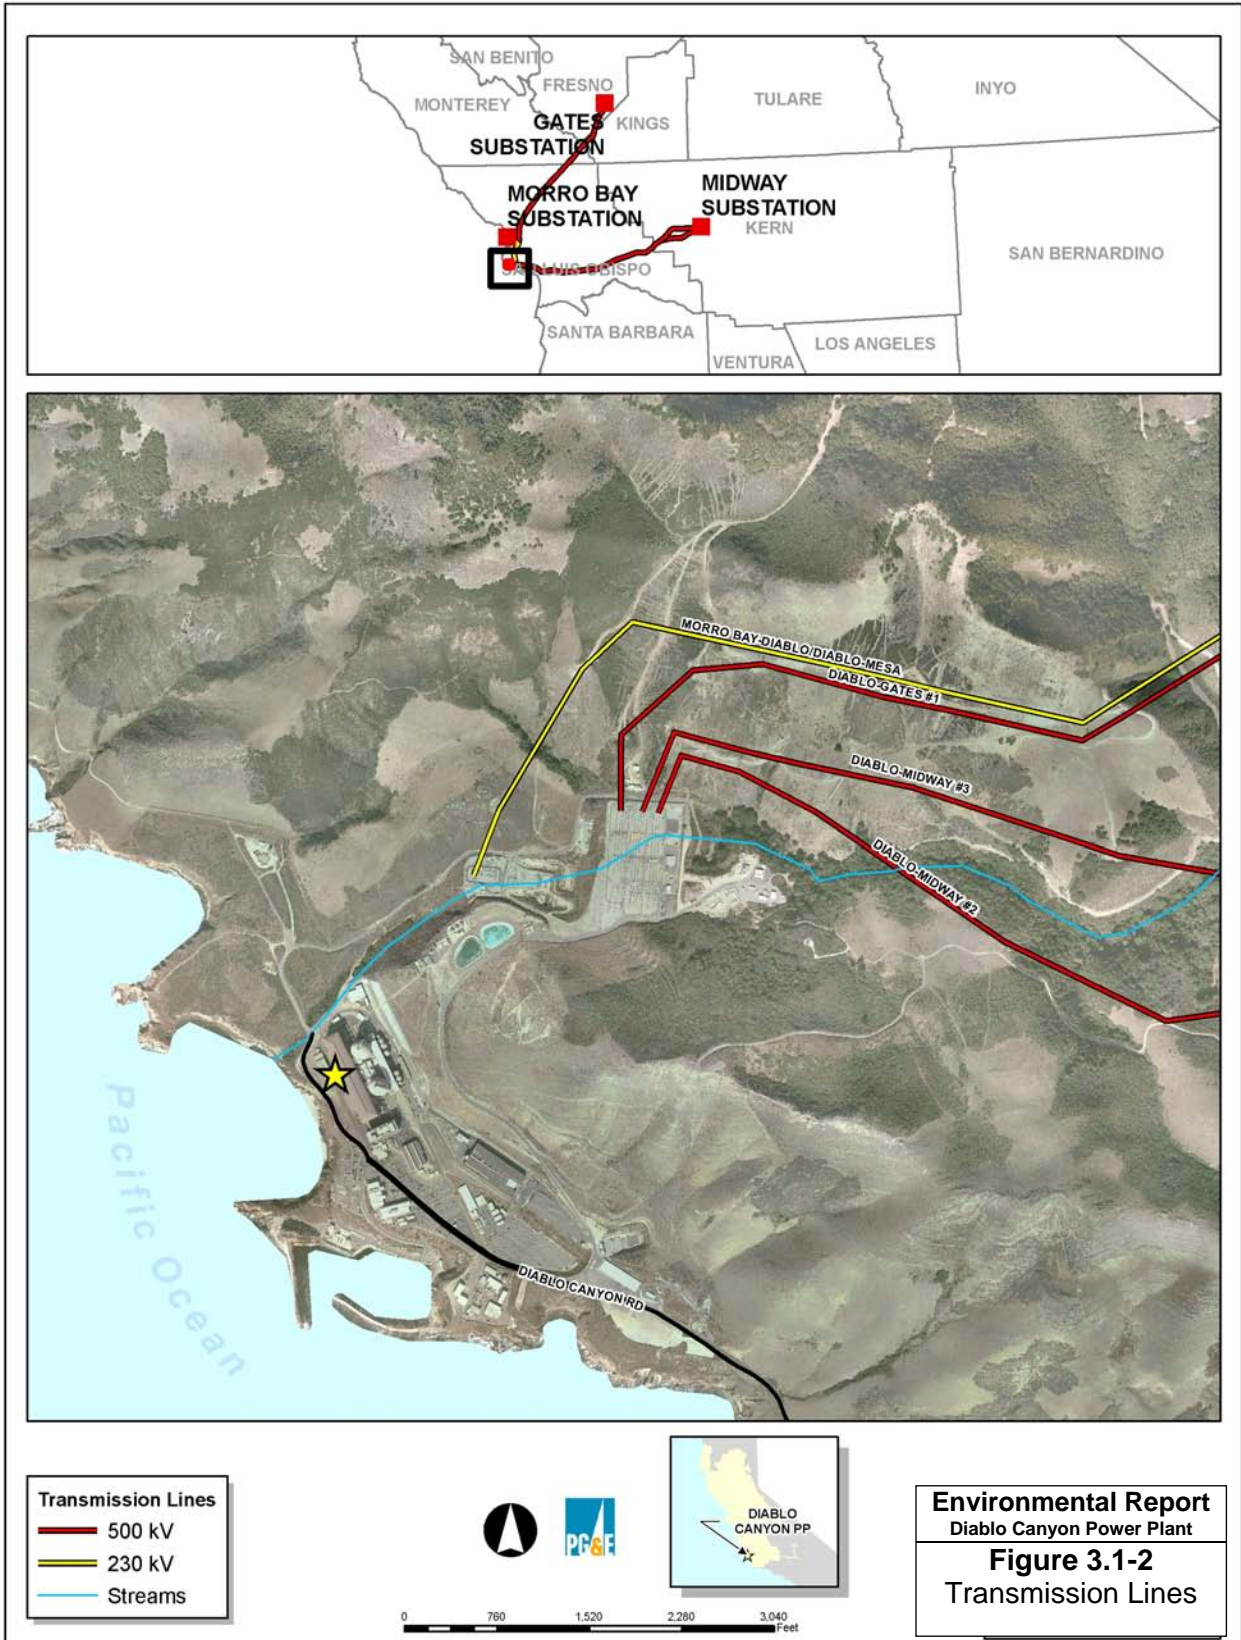 SAN BENITO
FRESNO
MONTEREY
TULARE
INYO
KINGS
GATES
SUBSTATION
MORRO BAY
SUBSTATION
MIDWAY
SUBSTATION
KERN
SAN LUIS OBISPO
SAN BERNARDINO
SANTA BARBARA
VENTURA
LOS ANGELES
MORRO BAY-DIABLO/DIABLO-MESA
DIABLO-GATES #1
DIABLO-MIDWAY #3
DIABLO-MIDWAY #2
Pacific Ocean
DIABLO CANYON RD
Transmission Lines
500 kV
230 kV
Streams
PG&E
DIABLO
CANYON PP
0 760 1,520 2,280 3,040
Feet
Environmental Report
Diablo Canyon Power Plant
Figure 3.1-2
Transmission Lines